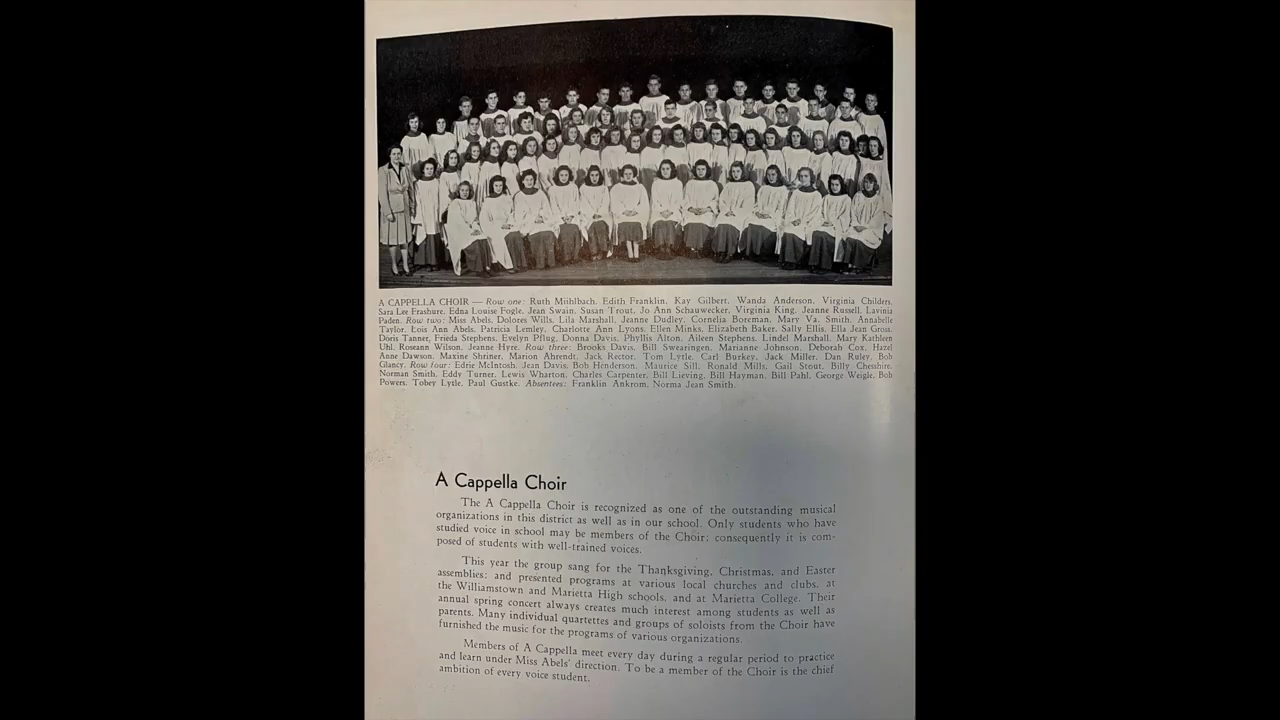 A CAPPELLA CHOIR — Row one: Ruth Miihlbach, Edith Franklin, Kay Gilbert, Wanda Anderson, Virginia Childers,
Sara Lee Frashure, Edna Louise Fogle, Jean Swain, Susan Trout, Jo Ann Schauwecker, Virginia King, Jeanne Russell, Lavinia
Paden. Row two: Miss Abels, Dolores Wills, Lila Marshall, Jeanne Dudley, Cornelia Boreman, Mary Va. Smith, Annabelle
Taylor, Lois Ann Abels, Patricia Lemley, Charlotte Ann Lyons, Ellen Minks, Elizabeth Baker, Sally Ellis, Ella Jean Gross,
Doris Tanner, Frieda Stephens, Evelyn Pflug, Donna Davis, Phyllis Alton, Aileen Stephens, Lindel Marshall, Mary Kathleen
Uhl, Roseann Wilson, Jeanne Hyre. Row three: Brooks Davis, Bill Swearingen, Marianne Johnson, Deborah Cox, Hazel
Anne Dawson, Maxine Shriner, Marion Ahrendt, Jack Rector, Tom Lytle, Carl Burkey, Jack Miller, Dan Ruley, Bob
Glancy. Row four: Edrie McIntosh, Jean Davis, Bob Henderson, Maurice Sill, Ronald Mills, Gail Stout, Billy Cheshire,
Norman Smith, Eddy Turner, Lewis Wharton, Charles Carpenter, Bill Lieving, Bill Hayman, Bill Pahl, George Weigle, Bob
Powers, Tobey Lytle, Paul Gustke. Absentees: Franklin Ankrom, Norma Jean Smith.
A Cappella Choir
The A Cappella Choir is recognized as one of the outstanding musical
organizations in this district as well as in our school. Only students who have
studied voice in school may be members of the Choir; consequently it is com-
posed of students with well-trained voices.
This year the group sang for the Thanksgiving, Christmas, and Easter
assemblies; and presented programs at various local churches and clubs, at
the Williamstown and Marietta High schools, and at Marietta College. Their
annual spring concert always creates much interest among students as well as
parents. Many individual quartettes and groups of soloists from the Choir have
furnished the music for the programs of various organizations.
Members of A Cappella meet every day during a regular period to practice
and learn under Miss Abels' direction. To be a member of the Choir is the chief
ambition of every voice student.